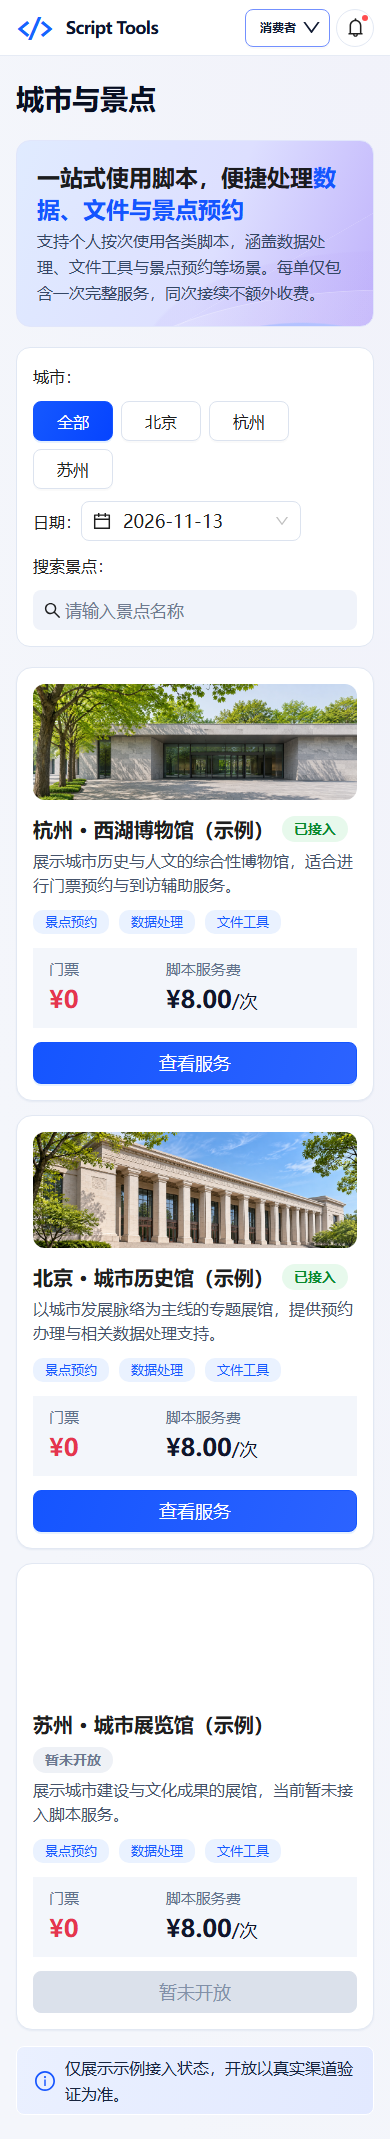 Script Tools
消费者
城市与景点
一站式使用脚本，便捷处理数
据、文件与景点预约
支持个人按次使用各类脚本，涵盖数据处
理、文件工具与景点预约等场景。每单仅包
含一次完整服务，同次接续不额外收费。
城市：
全部 北京 杭州
苏州
日期： 2026-11-13
搜索景点：
请输入景点名称
杭州・西湖博物馆（示例） 已接入
展示城市历史与人文的综合性博物馆，适合进
行门票预约与到访辅助服务。
景点预约 数据处理 文件工具
门票 脚本服务费
¥0 ¥8.00/次
查看服务
北京・城市历史馆（示例） 已接入
以城市发展脉络为主线的专题展馆，提供预约
办理与相关数据处理支持。
景点预约 数据处理 文件工具
门票 脚本服务费
¥0 ¥8.00/次
查看服务
苏州・城市展览馆（示例）
暂未开放
展示城市建设与文化成果的展馆，当前暂未接
入脚本服务。
景点预约 数据处理 文件工具
门票 脚本服务费
¥0 ¥8.00/次
暂未开放
仅展示示例接入状态，开放以真实渠道验
证为准。